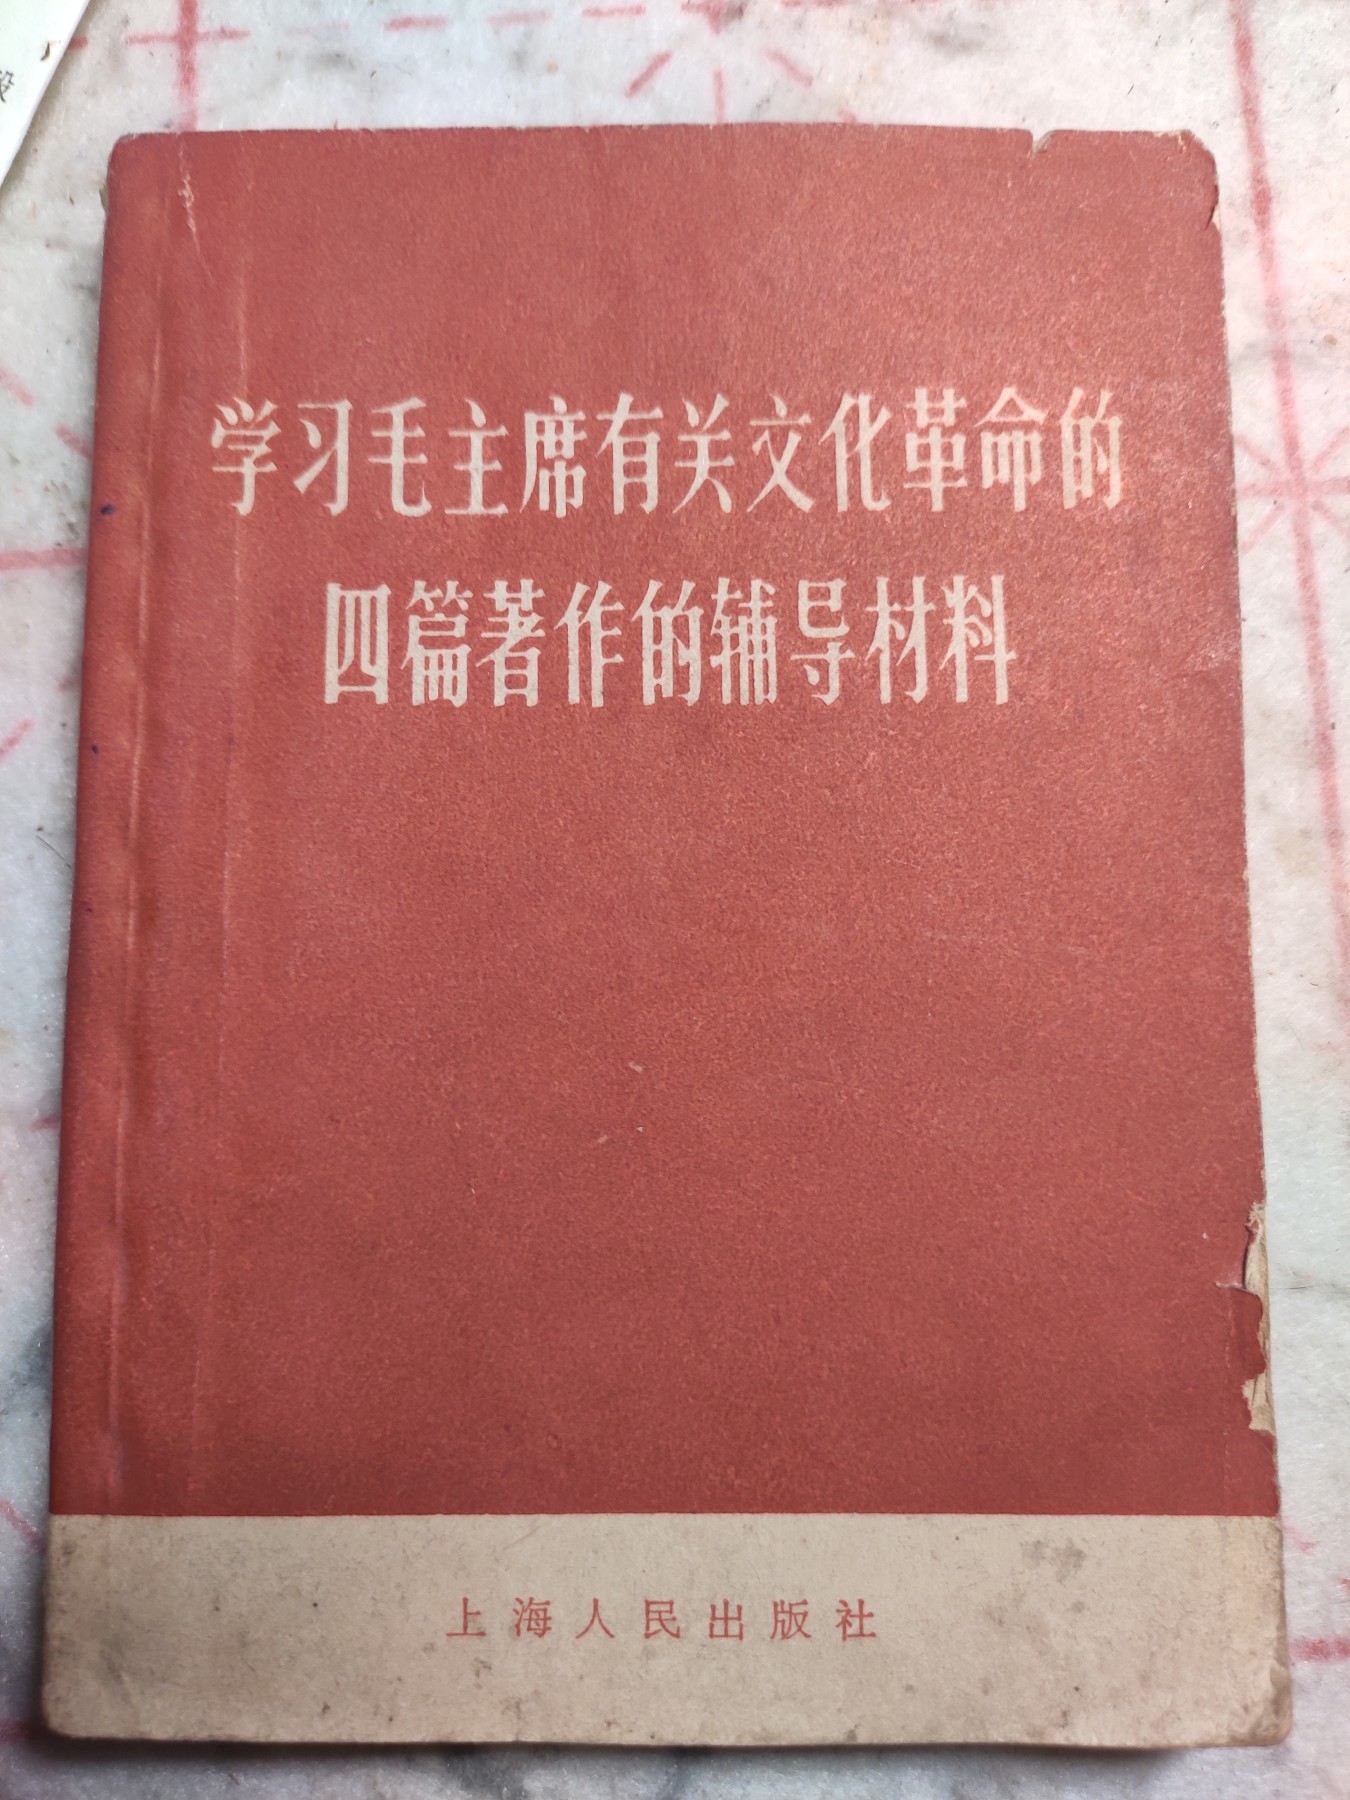 学习毛主席有关文化革命的
四篇著作的辅导材料
上海人民出版社